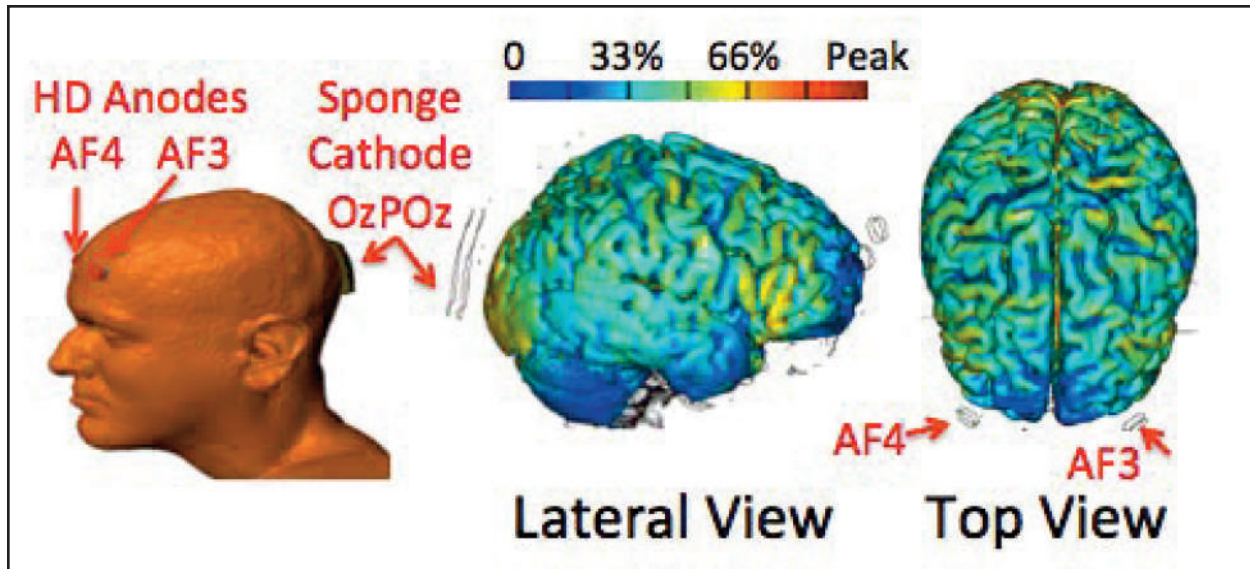 HD Anodes
AF4 AF3
Sponge
Cathode
OzPOz
0 33% 66% Peak
AF4
AF3
Lateral View
Top View